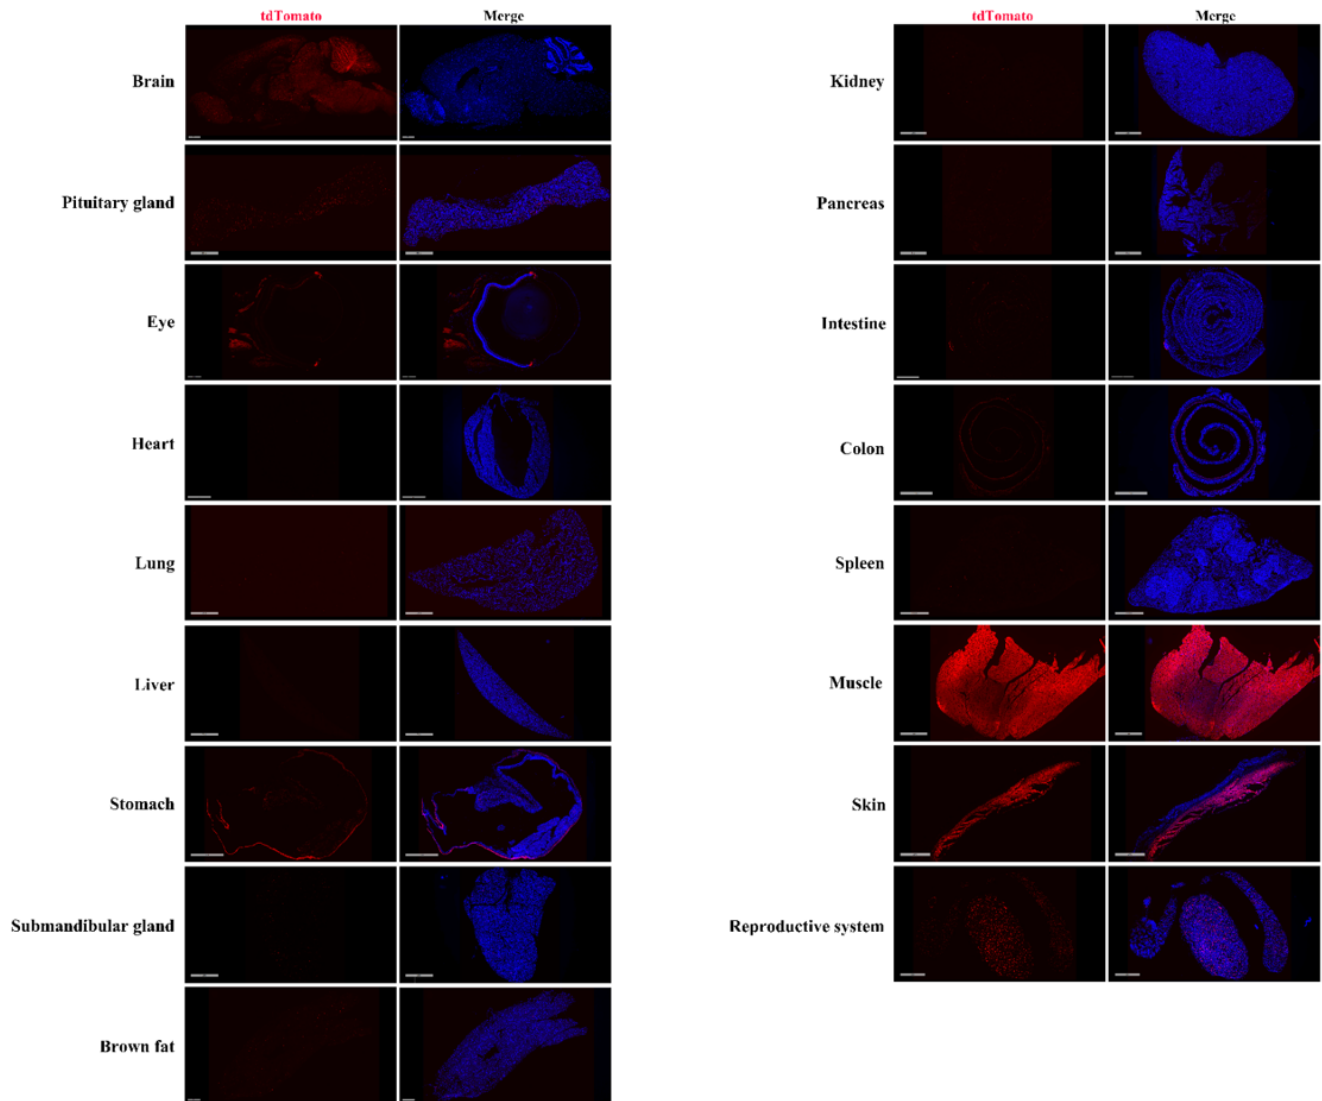 tdTomato Merge
Brain
Pituitary gland
Eye
Heart
Lung
Liver
Stomach
Submandibular gland
Brown fat
tdTomato Merge
Kidney
Pancreas
Intestine
Colon
Spleen
Muscle
Skin
Reproductive system